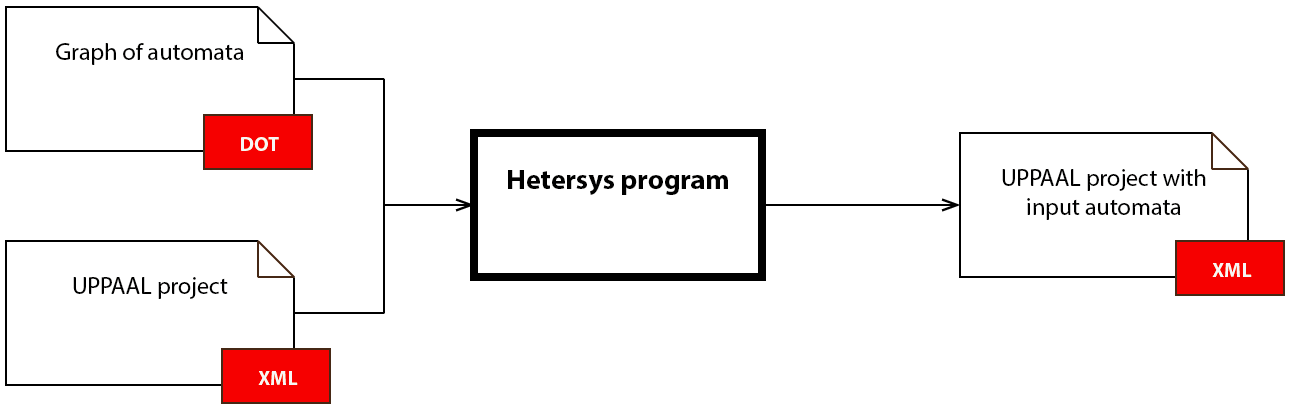 Graph of automata
DOT
UPPAAL project
XML
Hetersys program
UPPAAL project with
input automata
XML